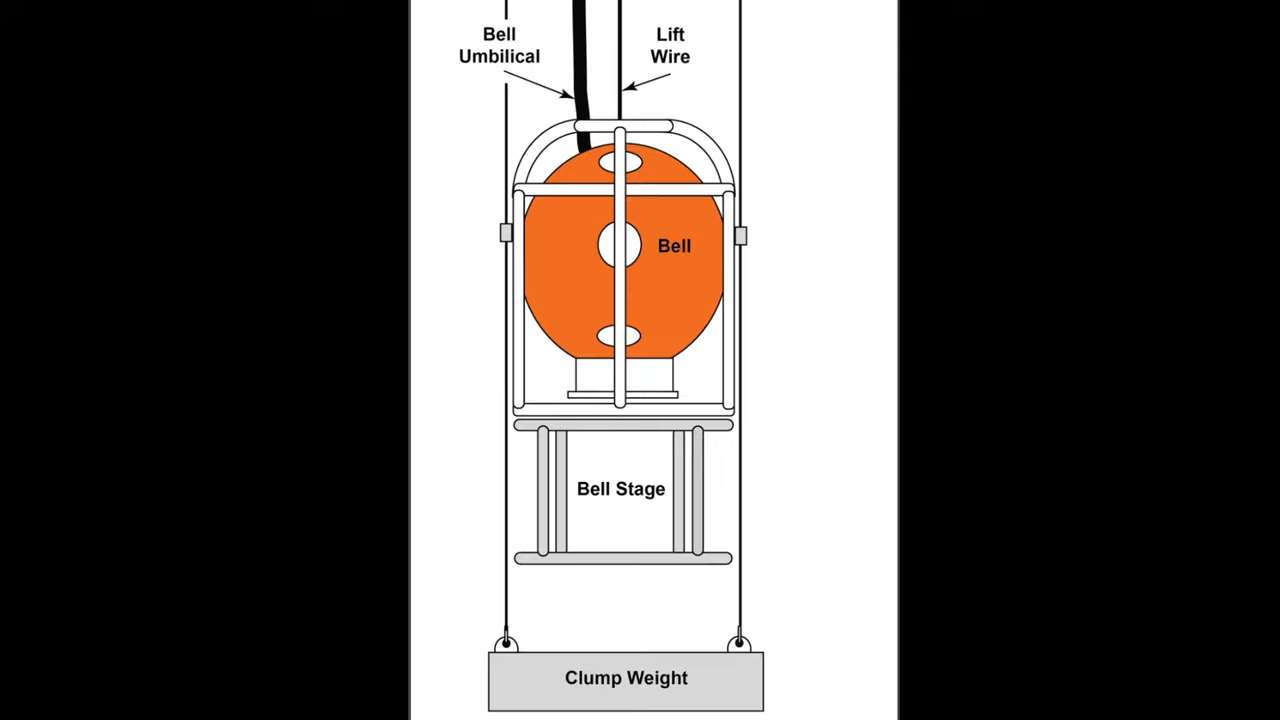 Bell
Umbilical
Lift
Wire
Bell
Bell Stage
Clump Weight